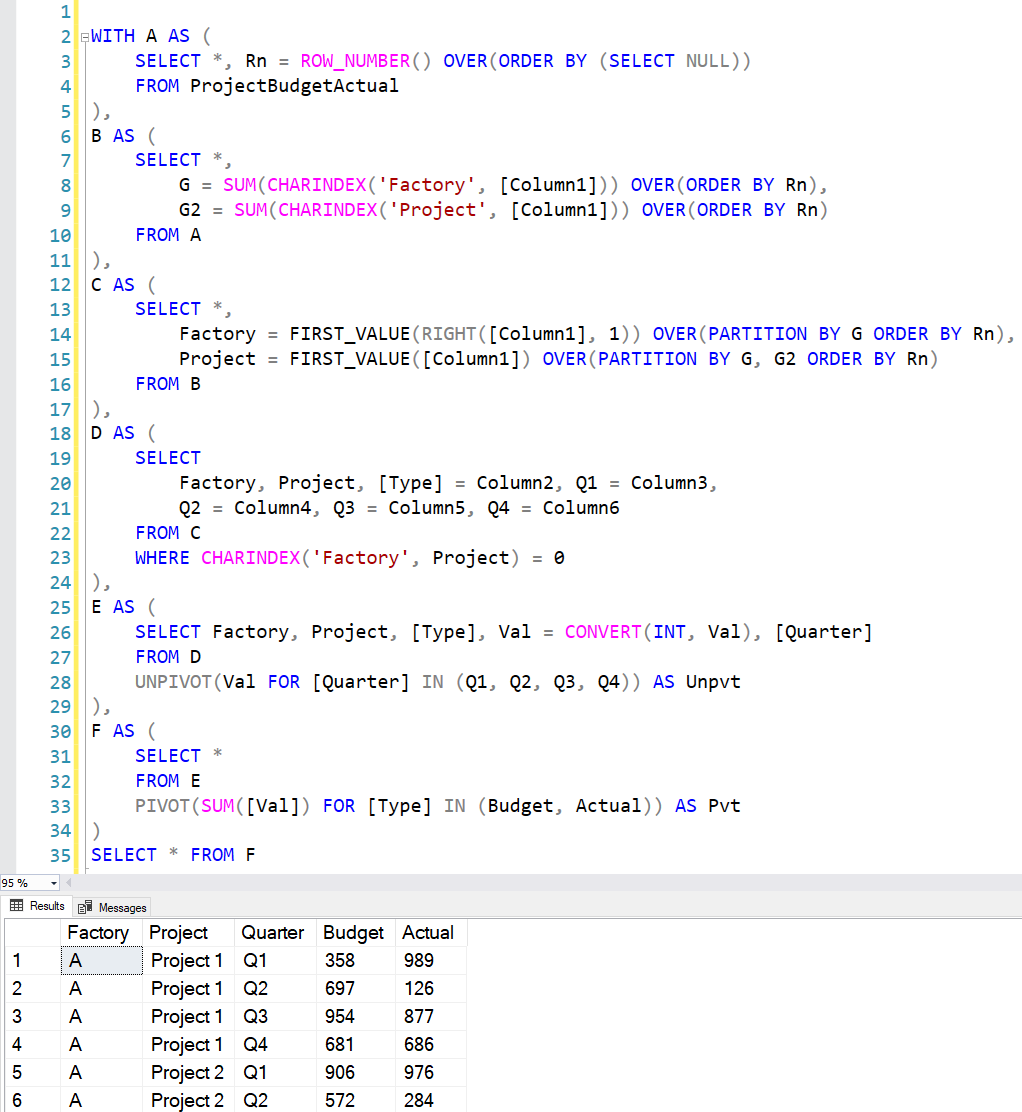 1
2 WITH A AS (
3 SELECT *, Rn = ROW_NUMBER() OVER(ORDER BY (SELECT NULL))
4 FROM ProjectBudgetActual
5 ),
6 B AS (
7 SELECT *,
8 G = SUM(CHARINDEX('Factory', [Column1])) OVER(ORDER BY Rn),
9 G2 = SUM(CHARINDEX('Project', [Column1])) OVER(ORDER BY Rn)
10 FROM A
11 ),
12 C AS (
13 SELECT *,
14 Factory = FIRST_VALUE(RIGHT([Column1], 1)) OVER(PARTITION BY G ORDER BY Rn),
15 Project = FIRST_VALUE([Column1]) OVER(PARTITION BY G, G2 ORDER BY Rn)
16 FROM B
17 ),
18 D AS (
19 SELECT
20 Factory, Project, [Type] = Column2, Q1 = Column3,
21 Q2 = Column4, Q3 = Column5, Q4 = Column6
22 FROM C
23 WHERE CHARINDEX('Factory', Project) = 0
24 ),
25 E AS (
26 SELECT Factory, Project, [Type], Val = CONVERT(INT, Val), [Quarter]
27 FROM D
28 UNPIVOT(Val FOR [Quarter] IN (Q1, Q2, Q3, Q4)) AS Unpvt
29 ),
30 F AS (
31 SELECT *
32 FROM E
33 PIVOT(SUM([Val]) FOR [Type] IN (Budget, Actual)) AS Pvt
34 )
35 SELECT * FROM F
95 %
Results Messages
Factory Project Quarter Budget Actual
1 A Project 1 Q1 358 989
2 A Project 1 Q2 697 126
3 A Project 1 Q3 954 877
4 A Project 1 Q4 681 686
5 A Project 2 Q1 906 976
6 A Project 2 Q2 572 284